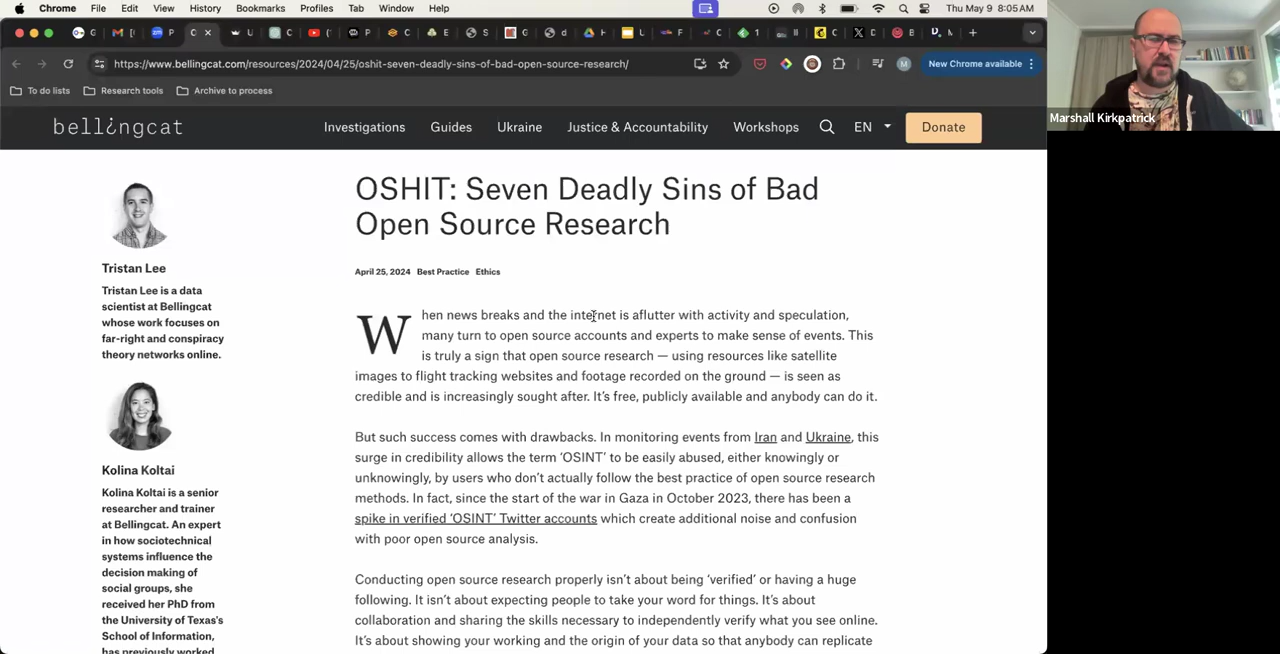 Chrome File Edit View History Bookmarks Profiles Tab Window Help Thu May 9 8:05AM
https://www.bellingcat.com/resources/2024/04/25/oshit-seven-deadly-sins-of-bad-open-source-research/
New Chrome available
To do lists Research tools Archive to process
bellingcat
Investigations Guides Ukraine Justice & Accountability Workshops EN Donate
Marshall Kirkpatrick
OSHIT: Seven Deadly Sins of Bad
Open Source Research
April 25, 2024 Best Practice Ethics
When news breaks and the internet is aflutter with activity and speculation,
many turn to open source accounts and experts to make sense of events. This
is truly a sign that open source research — using resources like satellite
images to flight tracking websites and footage recorded on the ground — is seen as
credible and is increasingly sought after. It’s free, publicly available and anybody can do it.
But such success comes with drawbacks. In monitoring events from Iran and Ukraine, this
surge in credibility allows the term ‘OSINT’ to be easily abused, either knowingly or
unknowingly, by users who don’t actually follow the best practice of open source research
methods. In fact, since the start of the war in Gaza in October 2023, there has been a
spike in verified ‘OSINT’ Twitter accounts which create additional noise and confusion
with poor open source analysis.
Conducting open source research properly isn’t about being ‘verified’ or having a huge
following. It isn’t about expecting people to take your word for things. It’s about
collaboration and sharing the skills necessary to independently verify what you see online.
It’s about showing your working and the origin of your data so that anybody can replicate
Tristan Lee
Tristan Lee is a data
scientist at Bellingcat
whose work focuses on
far-right and conspiracy
theory networks online.
Kolina Koltai
Kolina Koltai is a senior
researcher and trainer
at Bellingcat. An expert
in how sociotechnical
systems influence the
decision making of
social groups, she
received her PhD from
the University of Texas's
School of Information,
has previously worked